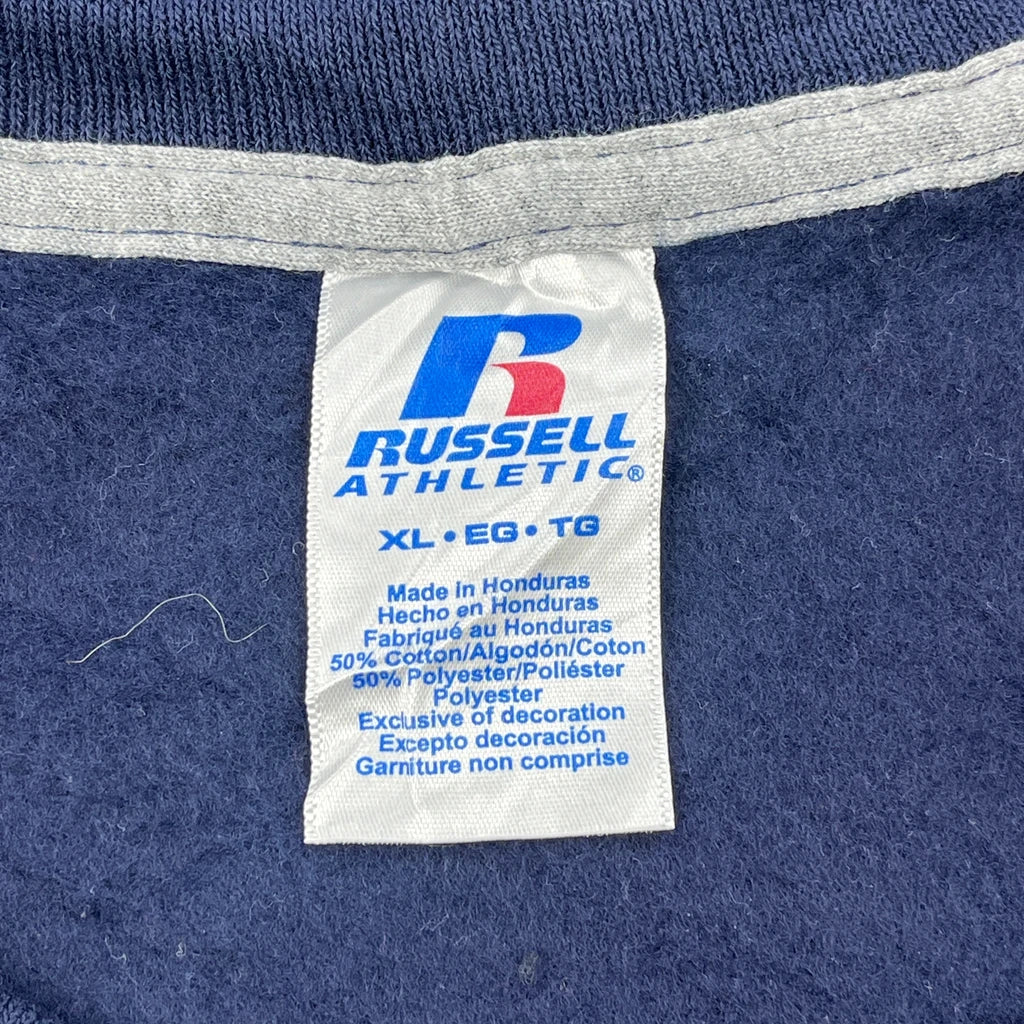 RUSSELL
ATHLETIC®
XL • EG • TG
Made in Honduras
Hecho en Honduras
Fabriqué au Honduras
50% Cotton/Algodón/Coton
50% Polyester/Poliéster
Polyester
Exclusive of decoration
Excepto decoración
Garniture non comprise